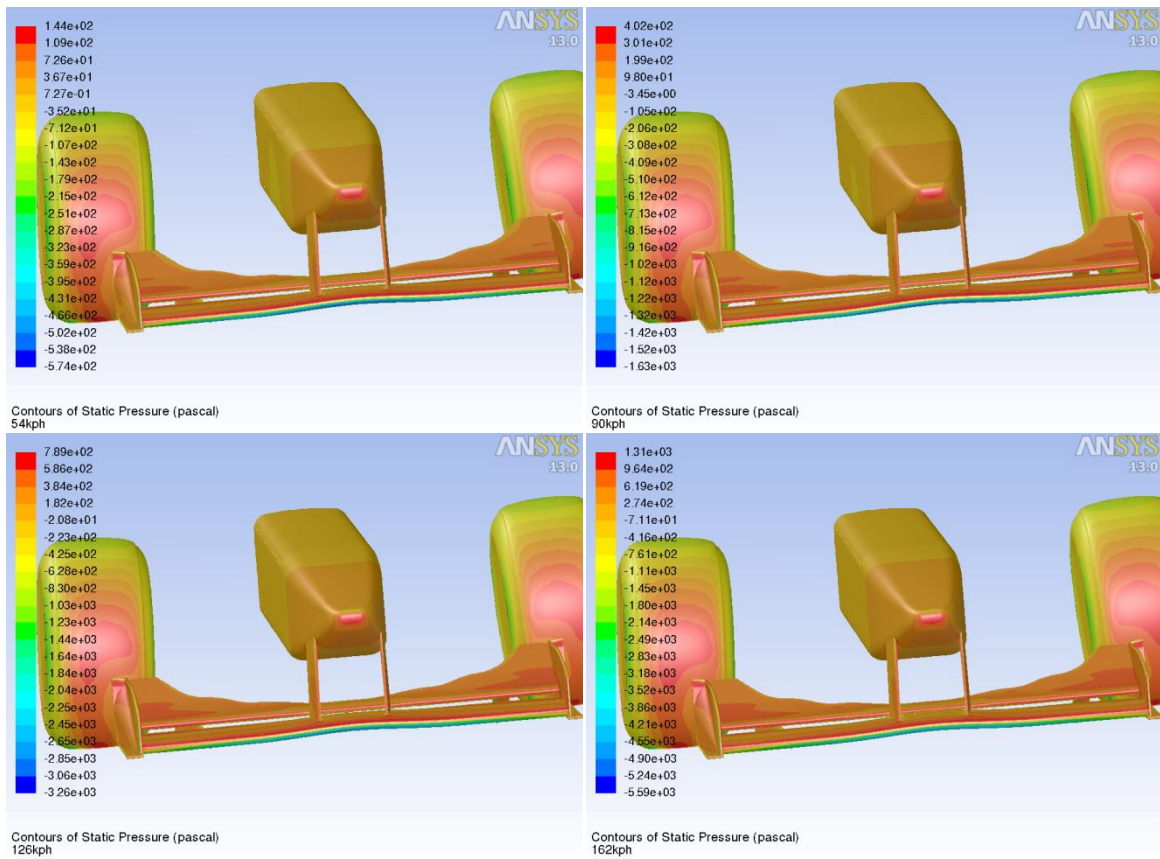 ANSYS
13.0
1.44e+02
1.09e+02
7.26e+01
3.67e+01
7.27e-01
-3.52e+01
-7.12e+01
-1.07e+02
-1.43e+02
-1.79e+02
-2.15e+02
-2.51e+02
-2.87e+02
-3.23e+02
-3.59e+02
-3.95e+02
-4.31e+02
-4.66e+02
-5.02e+02
-5.38e+02
-5.74e+02
Contours of Static Pressure (pascal)
54kph
ANSYS
13.0
4.02e+02
3.01e+02
1.99e+02
9.80e+01
-3.45e+00
-1.05e+02
-2.06e+02
-3.08e+02
-4.09e+02
-5.10e+02
-6.12e+02
-7.13e+02
-8.15e+02
-9.16e+02
-1.02e+03
-1.12e+03
-1.22e+03
-1.32e+03
-1.42e+03
-1.52e+03
-1.63e+03
Contours of Static Pressure (pascal)
90kph
ANSYS
13.0
7.89e+02
5.86e+02
3.84e+02
1.82e+02
-2.08e+01
-2.23e+02
-4.25e+02
-6.28e+02
-8.30e+02
-1.03e+03
-1.23e+03
-1.44e+03
-1.64e+03
-1.84e+03
-2.04e+03
-2.25e+03
-2.45e+03
-2.65e+03
-2.85e+03
-3.06e+03
-3.26e+03
Contours of Static Pressure (pascal)
126kph
ANSYS
13.0
1.31e+03
9.64e+02
6.19e+02
2.74e+02
-7.11e+01
-4.16e+02
-7.61e+02
-1.11e+03
-1.45e+03
-1.80e+03
-2.14e+03
-2.49e+03
-2.83e+03
-3.18e+03
-3.52e+03
-3.86e+03
-4.21e+03
-4.55e+03
-4.90e+03
-5.24e+03
-5.59e+03
Contours of Static Pressure (pascal)
162kph